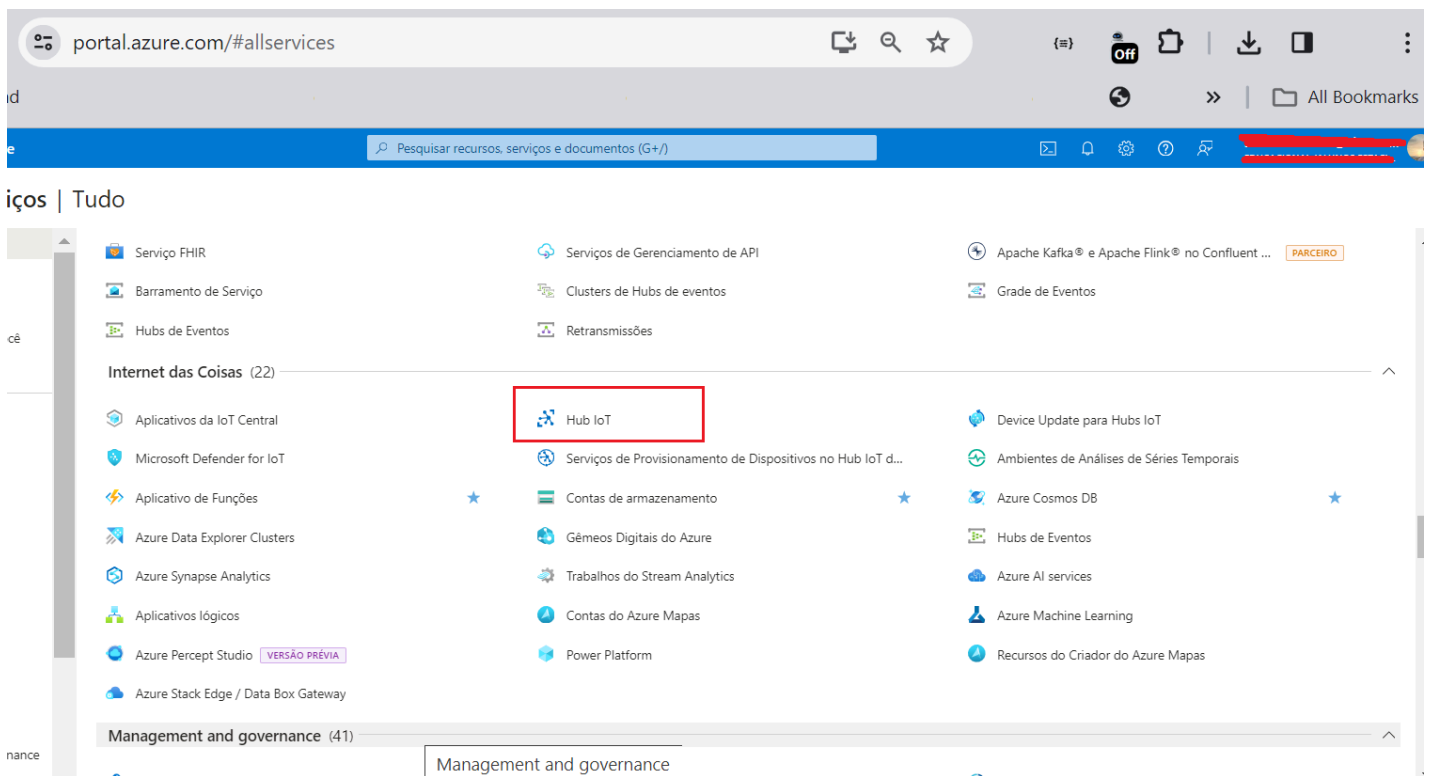 portal.azure.com/#allservices
{≡}
Off
nd
»
All Bookmarks
e
Pesquisar recursos, serviços e documentos (G+/)
iços | Tudo
Serviço FHIR
Serviços de Gerenciamento de API
Apache Kafka® e Apache Flink® no Confluent ...
PARCEIRO
Barramento de Serviço
Clusters de Hubs de eventos
Grade de Eventos
cê
Hubs de Eventos
Retransmissões
Internet das Coisas (22)
Aplicativos da IoT Central
Hub IoT
Device Update para Hubs IoT
Microsoft Defender for IoT
Serviços de Provisionamento de Dispositivos no Hub IoT d...
Ambientes de Análises de Séries Temporais
Aplicativo de Funções
Contas de armazenamento
Azure Cosmos DB
Azure Data Explorer Clusters
Gêmeos Digitais do Azure
Hubs de Eventos
Azure Synapse Analytics
Trabalhos do Stream Analytics
Azure AI services
Aplicativos lógicos
Contas do Azure Mapas
Azure Machine Learning
Azure Percept Studio
VERSÃO PRÉVIA
Power Platform
Recursos do Criador do Azure Mapas
Azure Stack Edge / Data Box Gateway
Management and governance (41)
nance
Management and governance